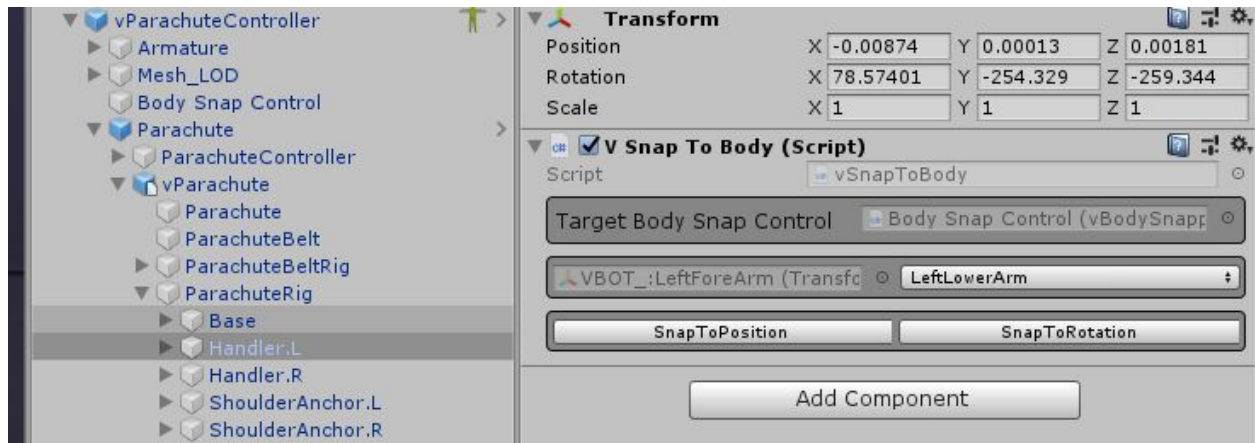 vParachuteController
Armature
Mesh_LOD
Body Snap Control
Parachute
ParachuteController
vParachute
Parachute
ParachuteBelt
ParachuteBeltRig
ParachuteRig
Base
Handler.L
Handler.R
ShoulderAnchor.L
ShoulderAnchor.R
Transform
Position X -0.00874 Y 0.00013 Z 0.00181
Rotation X 78.57401 Y -254.329 Z -259.344
Scale X 1 Y 1 Z 1
V Snap To Body (Script)
Script vSnapToBody
Target Body Snap Control Body Snap Control (vBodySnapp
VBOT_:LeftForeArm (Transfo LeftLowerArm
SnapToPosition SnapToRotation
Add Component